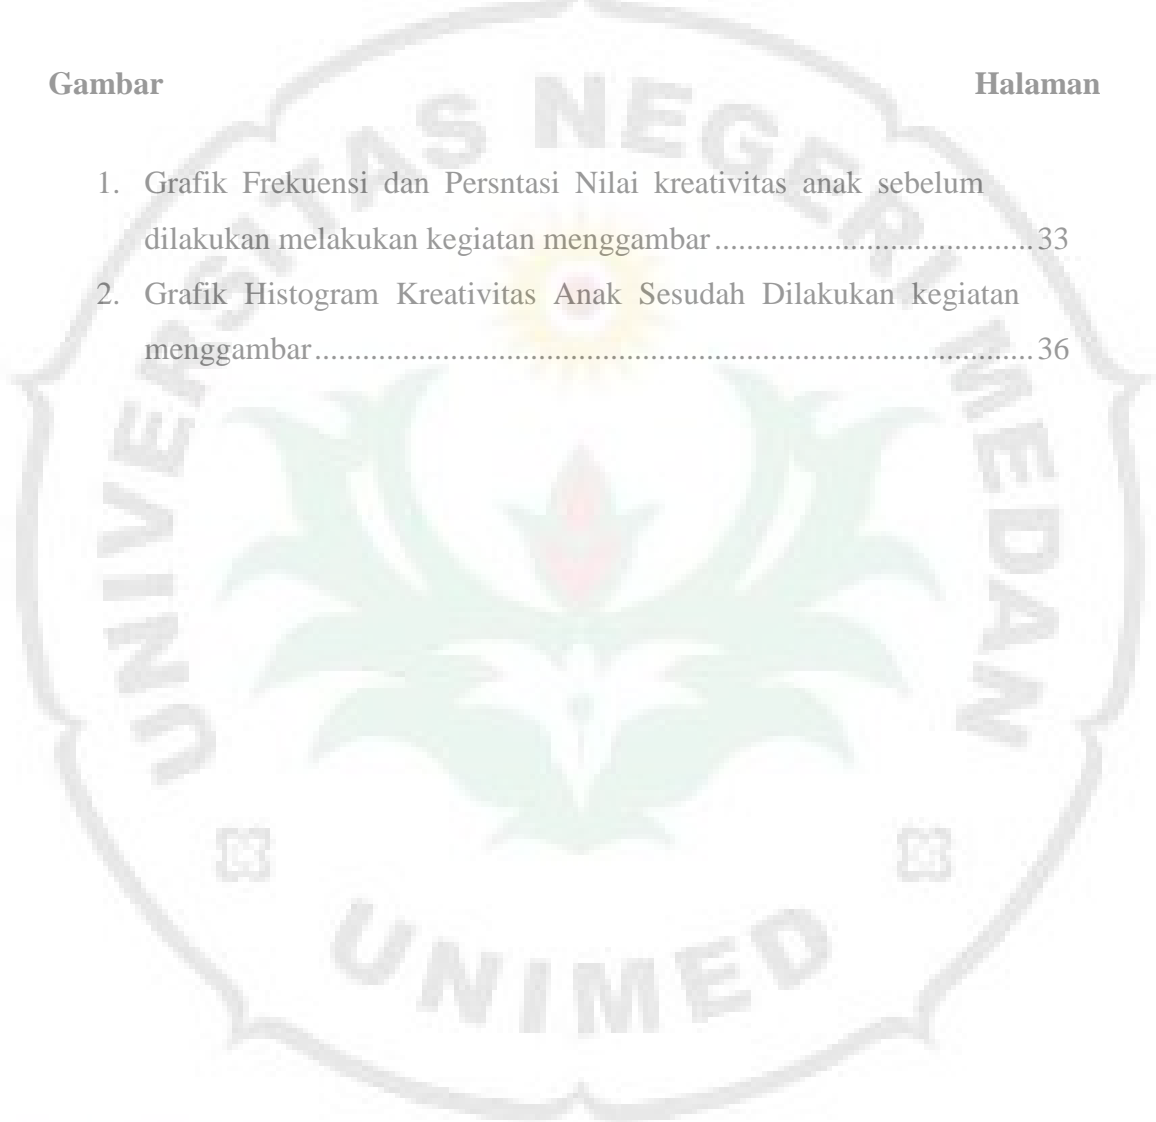 Gambar Halaman
1. Grafik Frekuensi dan Persntasi Nilai kreativitas anak sebelum
dilakukan melakukan kegiatan menggambar........................................33
2. Grafik Histogram Kreativitas Anak Sesudah Dilakukan kegiatan
menggambar..........................................................................................36
UNIVERSITAS NEGERI MEDAN
UNIMED